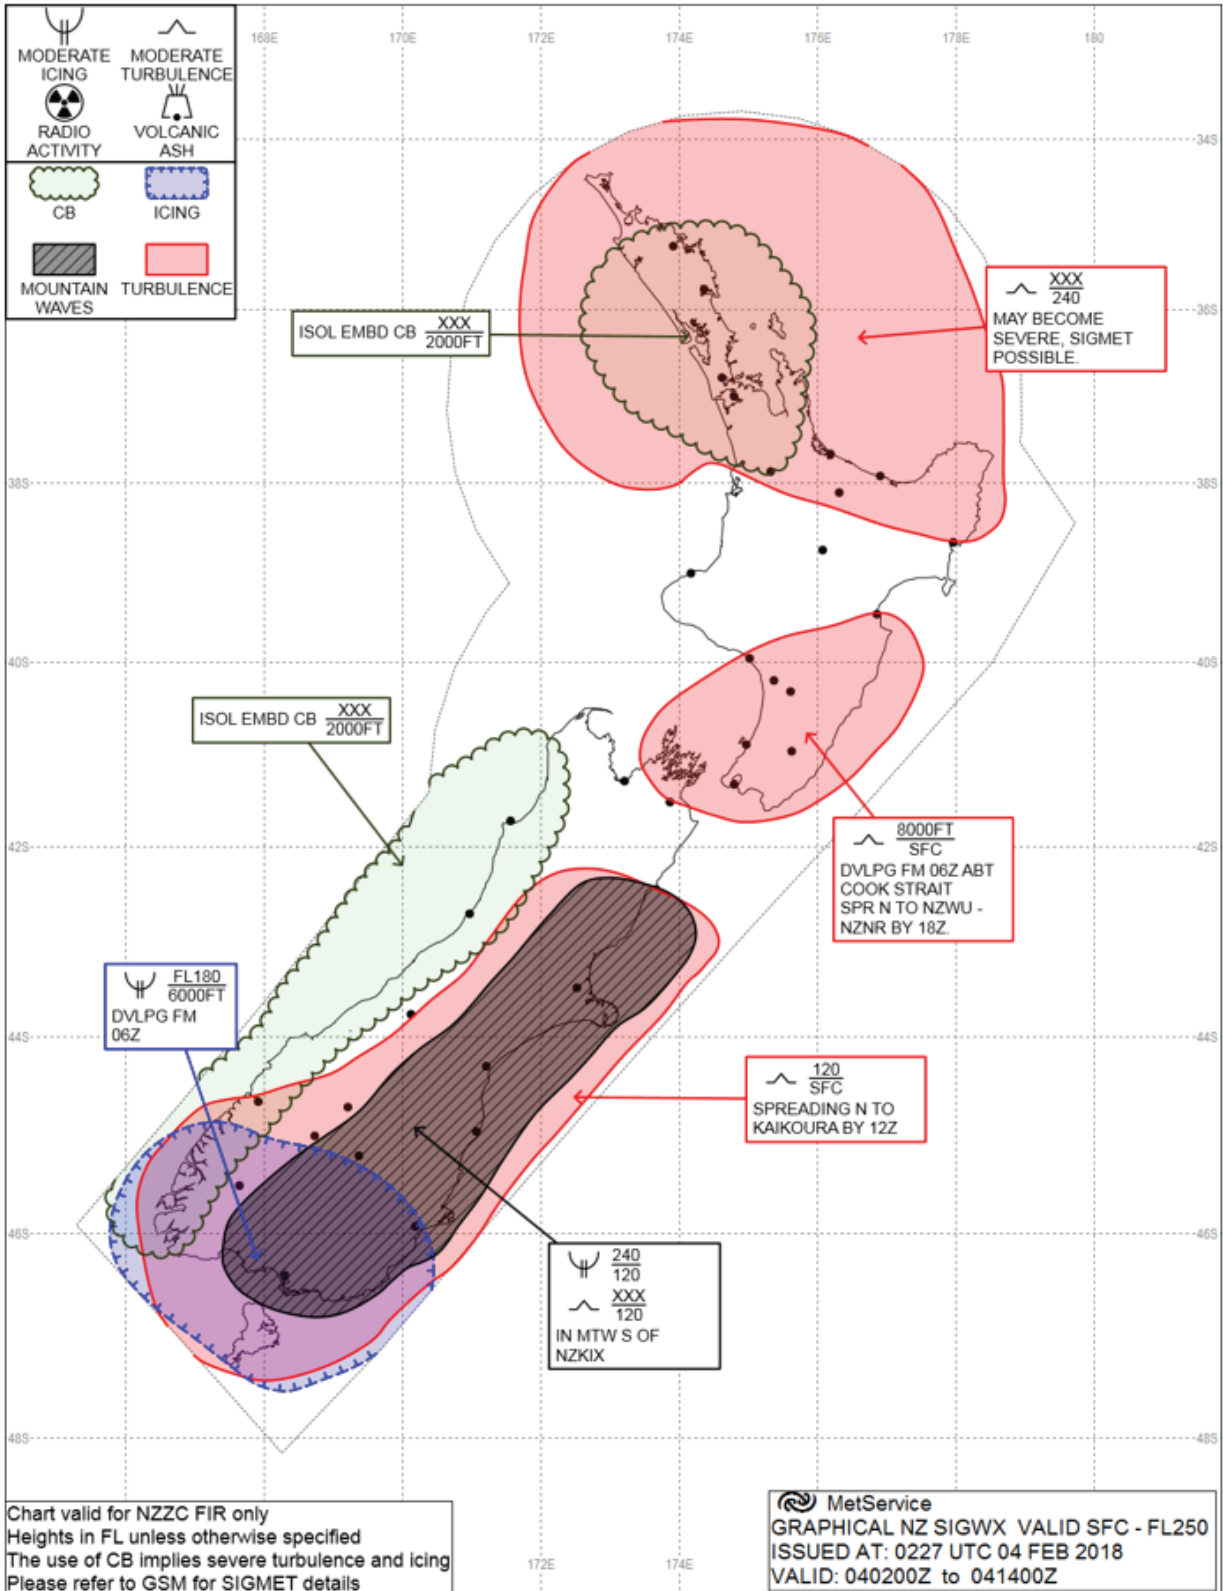 MODERATE
ICING
MODERATE
TURBULENCE
RADIO
ACTIVITY
VOLCANIC
ASH
CB
ICING
MOUNTAIN
WAVES
TURBULENCE
168E
170E
172E
174E
176E
178E
180
34S
36S
38S
38S
40S
40S
42S
42S
44S
44S
46S
46S
48S
48S
172E
174E
ISOL EMBD CB XXX
2000FT
XXX
240
MAY BECOME
SEVERE, SIGMET
POSSIBLE.
ISOL EMBD CB XXX
2000FT
8000FT
SFC
DVLPG FM 06Z ABT
COOK STRAIT
SPR N TO NZWU -
NZNR BY 18Z.
FL180
6000FT
DVLPG FM
06Z
120
SFC
SPREADING N TO
KAIKOURA BY 12Z
240
120
XXX
120
IN MTW S OF
NZKIX
Chart valid for NZZC FIR only
Heights in FL unless otherwise specified
The use of CB implies severe turbulence and icing
Please refer to GSM for SIGMET details
MetService
GRAPHICAL NZ SIGWX VALID SFC - FL250
ISSUED AT: 0227 UTC 04 FEB 2018
VALID: 040200Z to 041400Z